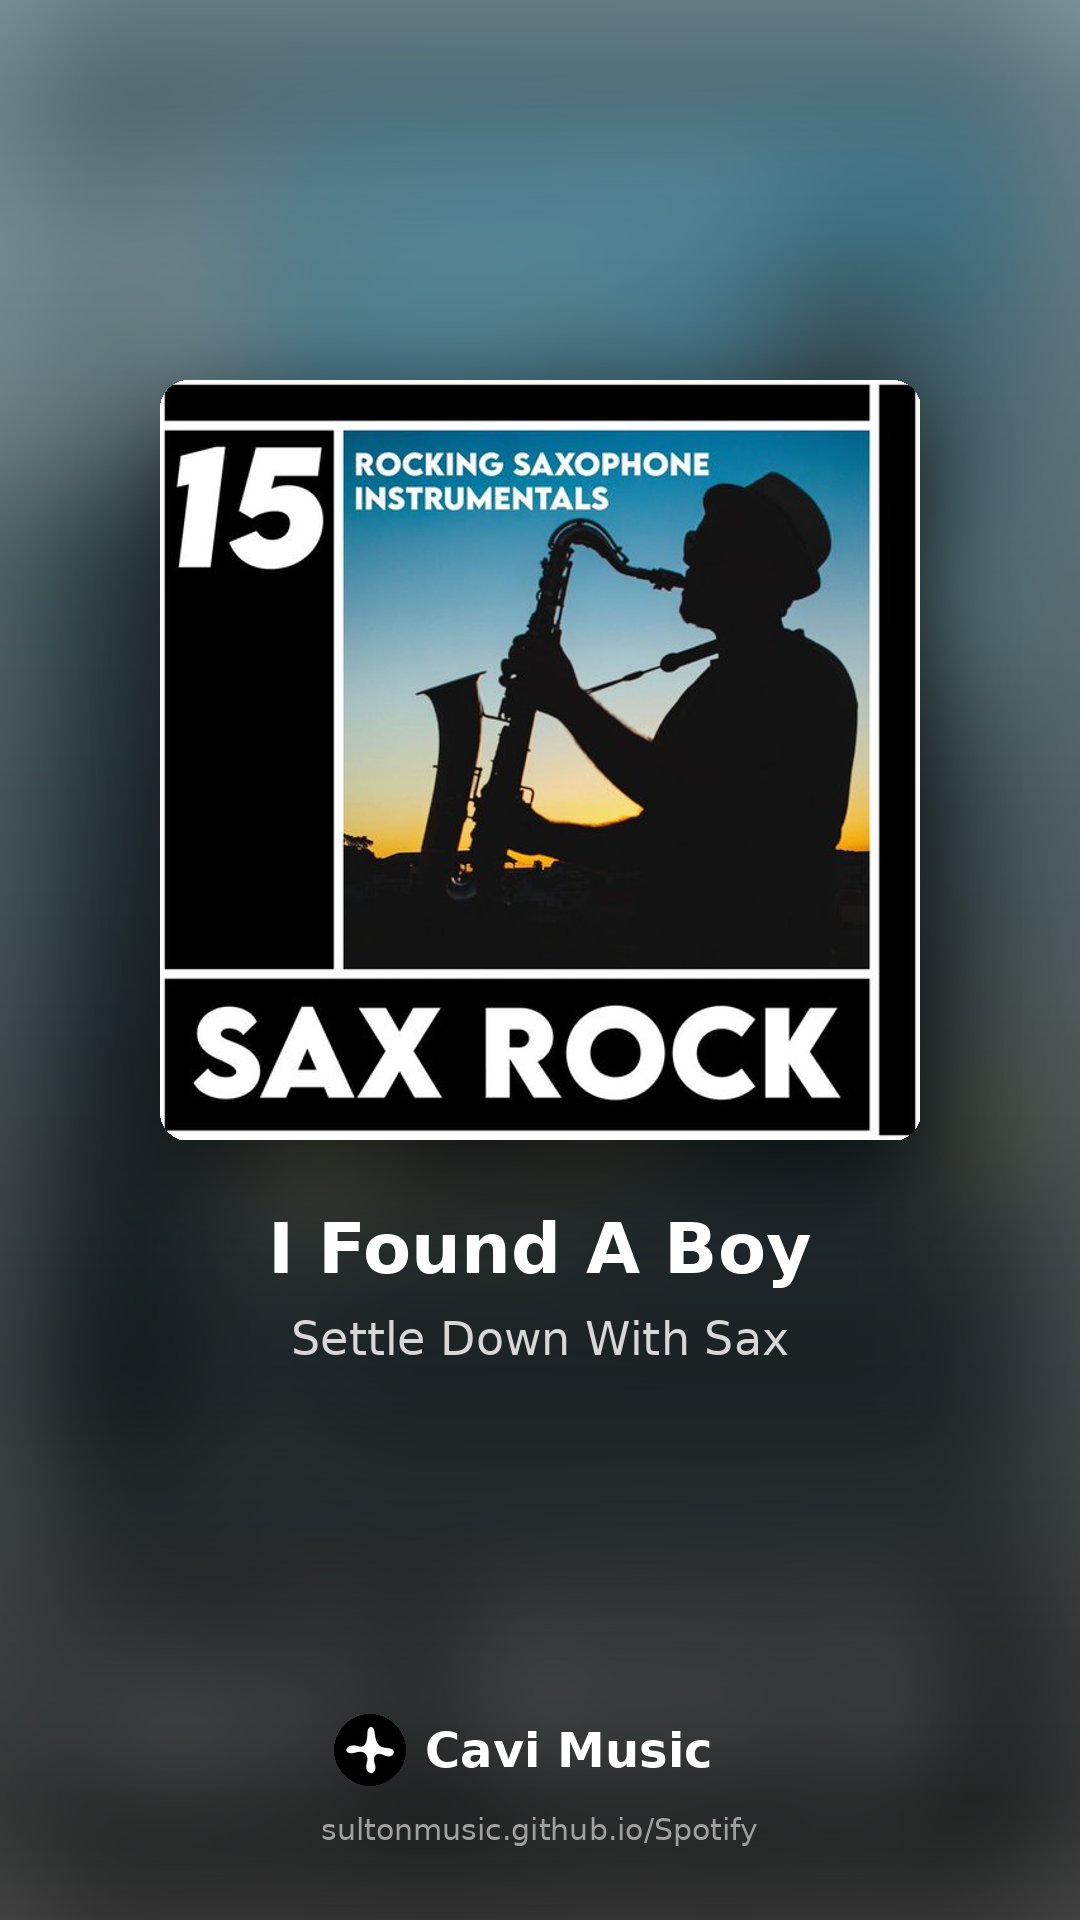 15
ROCKING SAXOPHONE
INSTRUMENTALS
SAX ROCK
I Found A Boy
Settle Down With Sax
Cavi Music
sultonmusic.github.io/Spotify